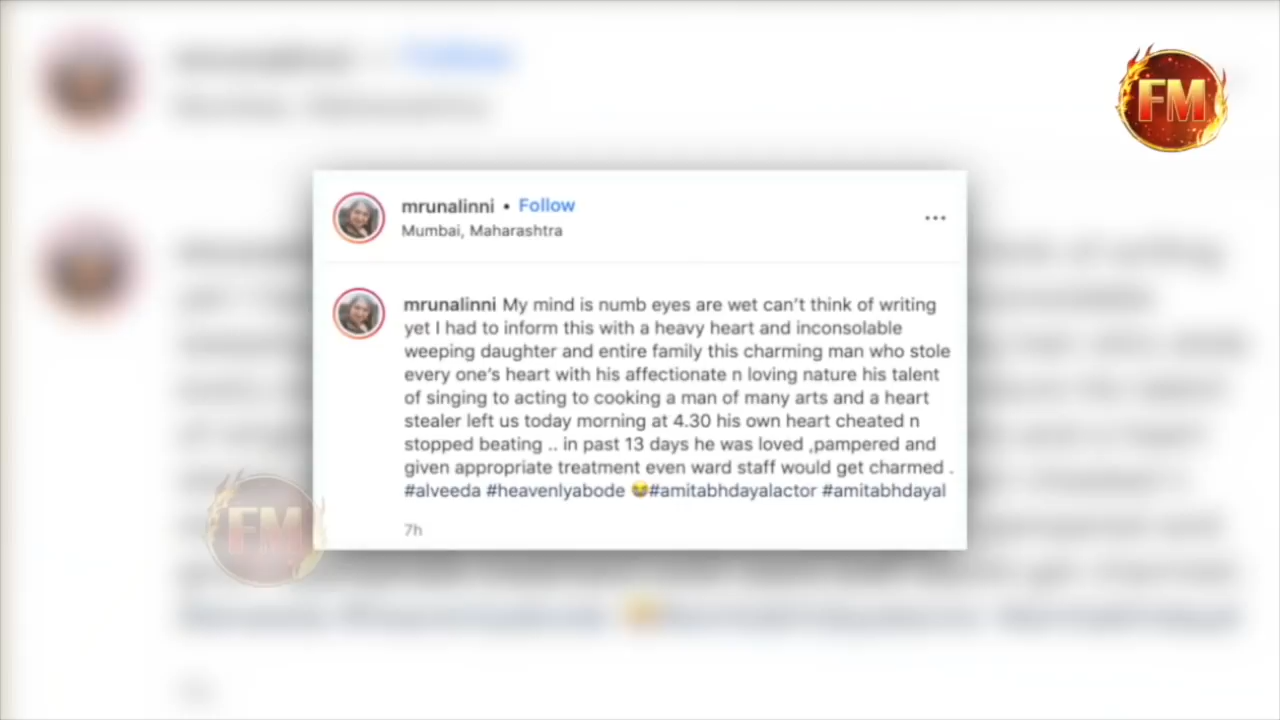 FM
mrunalinni • Follow
Mumbai, Maharashtra
mrunalinni My mind is numb eyes are wet can't think of writing
yet I had to inform this with a heavy heart and inconsolable
weeping daughter and entire family this charming man who stole
every one's heart with his affectionate n loving nature his talent
of singing to acting to cooking a man of many arts and a heart
stealer left us today morning at 4.30 his own heart cheated n
stopped beating .. in past 13 days he was loved ,pampered and
given appropriate treatment even ward staff would get charmed .
#alveeda #heavenlyabode 😭#amitabhdayalactor #amitabhdayal
7h
FM